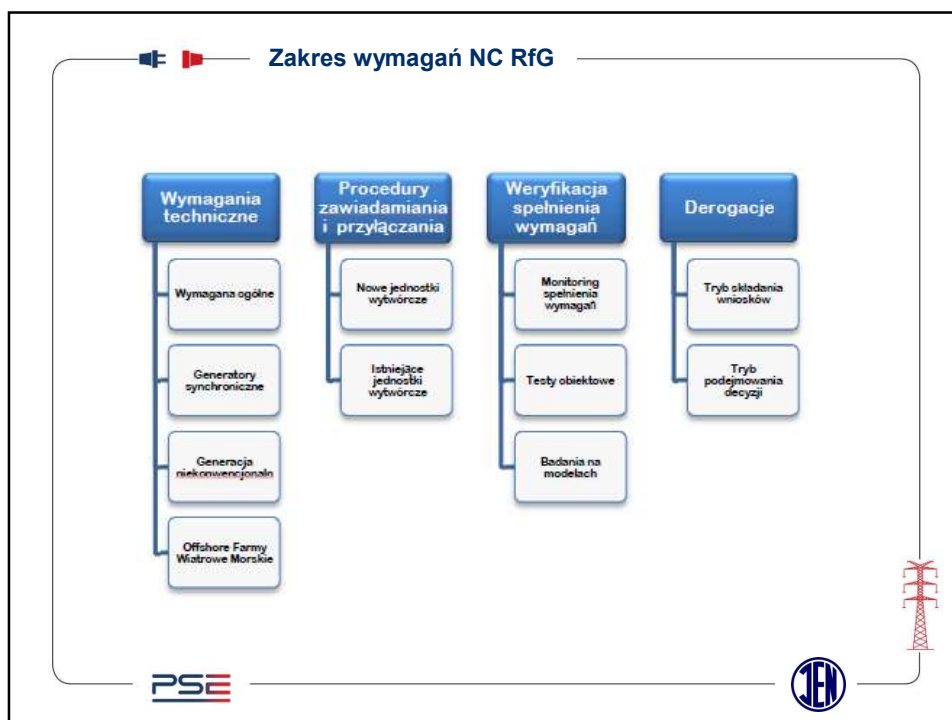 Zakres wymagań NC RfG
Wymagania
techniczne
Wymagana ogólne
Generatory
synchroniczne
Generacja
niekonwencjonaln
Offshore Farmy
Wiatrowe Morskie
Procedury
zawiadamiania
i przyłączania
Nowe jednostki
wytwórcze
Istniejące
jednostki
wytwórcze
Weryfikacja
spełnienia
wymagań
Monitoring
spełnienia
wymagań
Testy obiektowe
Badania na
modelach
Derogacje
Tryb składania
wniosków
Tryb
podejmowania
decyzji
PSE
IEN